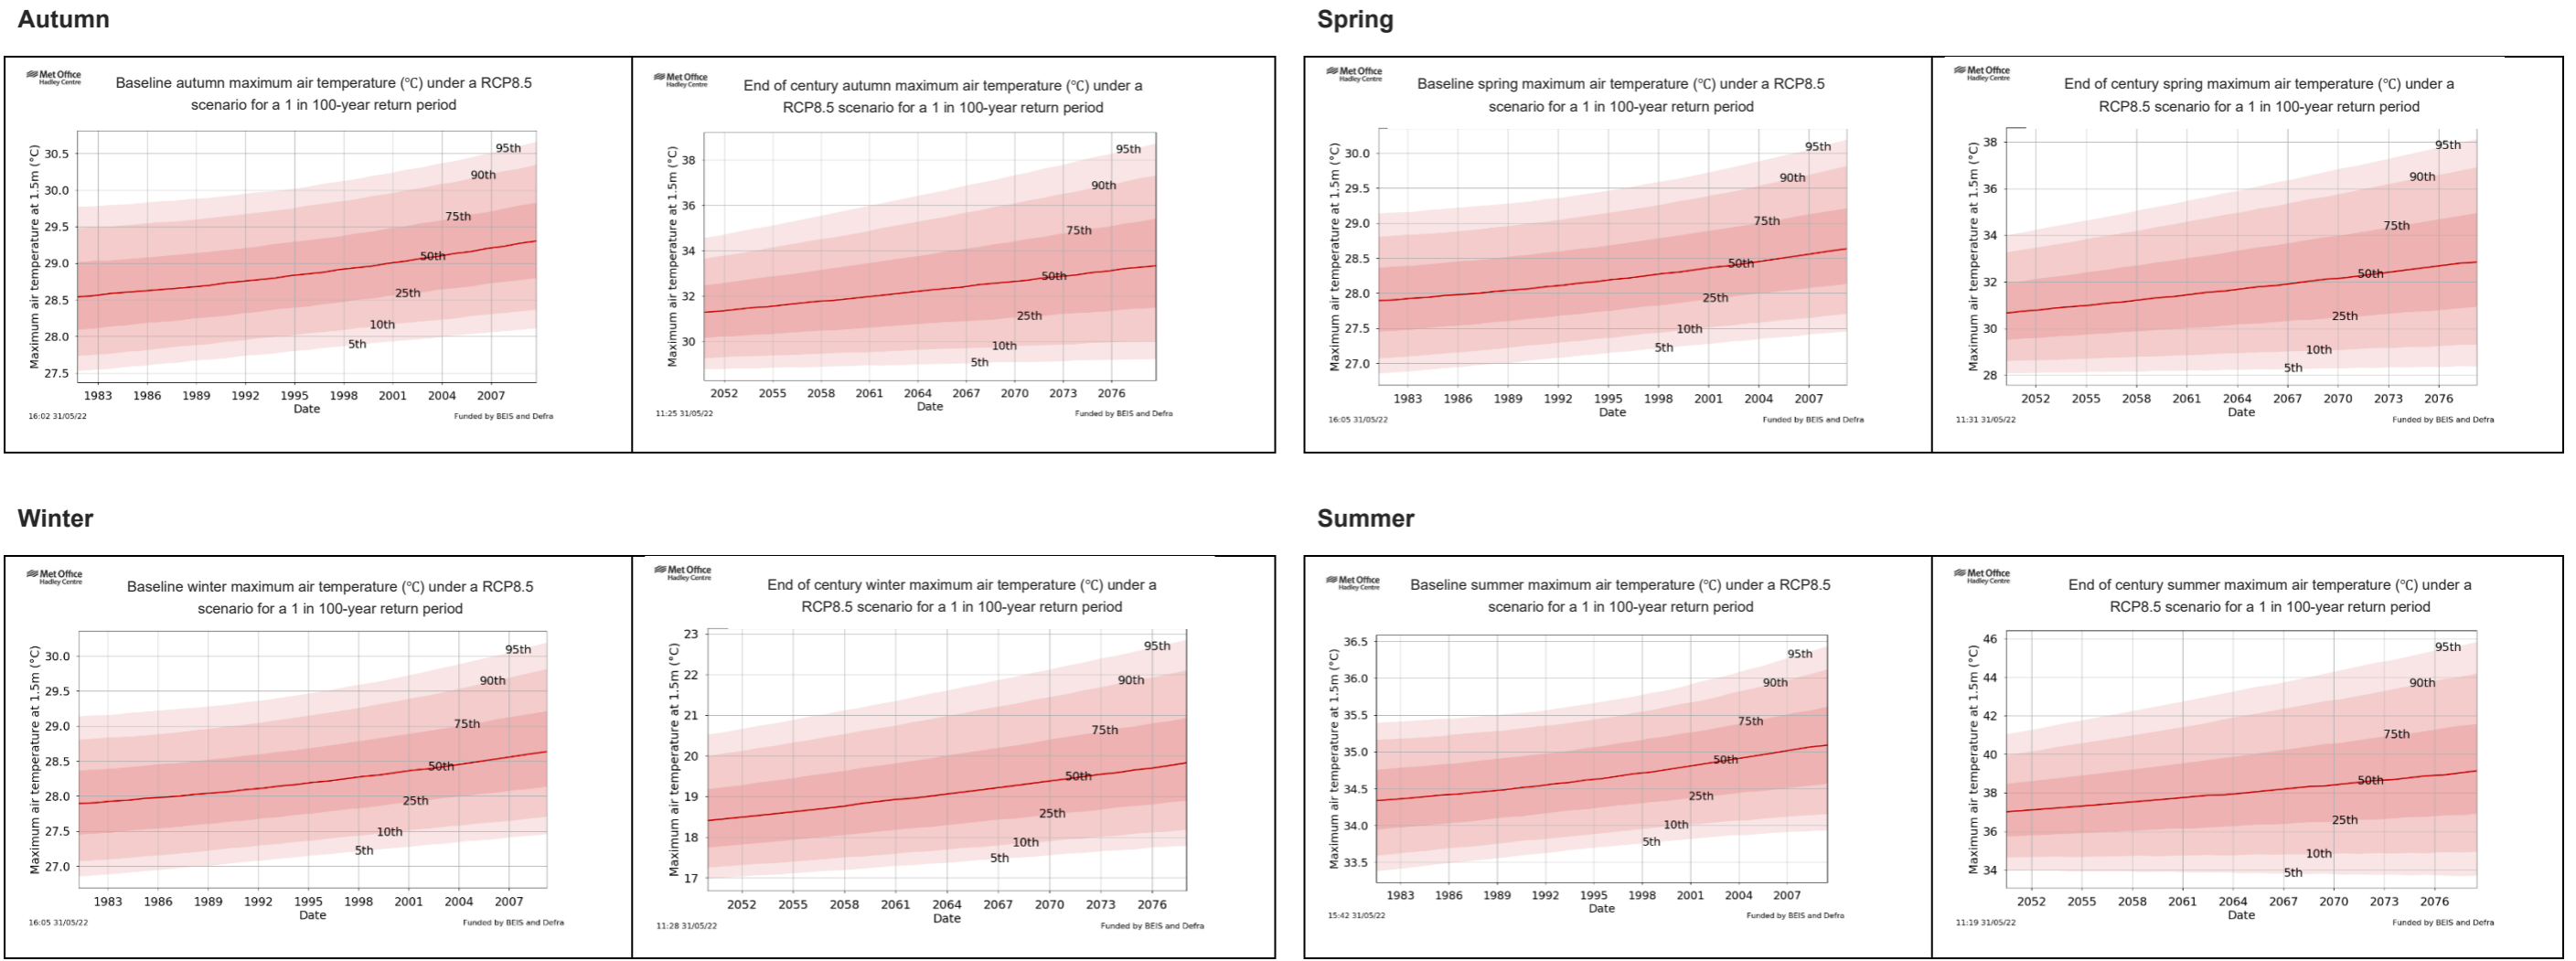 Autumn
Met Office
Hadley Centre
Baseline autumn maximum air temperature (°C) under a RCP8.5
scenario for a 1 in 100-year return period
Maximum air temperature at 1.5m (°C)
30.5
30.0
29.5
29.0
28.5
28.0
27.5
95th
90th
75th
50th
25th
10th
5th
1983 1986 1989 1992 1995 1998 2001 2004 2007
Date
16:02 31/05/22
Funded by BEIS and Defra
Met Office
Hadley Centre
End of century autumn maximum air temperature (°C) under a
RCP8.5 scenario for a 1 in 100-year return period
Maximum air temperature at 1.5m (°C)
38
36
34
32
30
95th
90th
75th
50th
25th
10th
5th
2052 2055 2058 2061 2064 2067 2070 2073 2076
Date
11:25 31/05/22
Funded by BEIS and Defra
Spring
Met Office
Hadley Centre
Baseline spring maximum air temperature (°C) under a RCP8.5
scenario for a 1 in 100-year return period
Maximum air temperature at 1.5m (°C)
30.0
29.5
29.0
28.5
28.0
27.5
27.0
95th
90th
75th
50th
25th
10th
5th
1983 1986 1989 1992 1995 1998 2001 2004 2007
Date
16:05 31/05/22
Funded by BEIS and Defra
Met Office
Hadley Centre
End of century spring maximum air temperature (°C) under a
RCP8.5 scenario for a 1 in 100-year return period
Maximum air temperature at 1.5m (°C)
38
36
34
32
30
28
95th
90th
75th
50th
25th
10th
5th
2052 2055 2058 2061 2064 2067 2070 2073 2076
Date
11:31 31/05/22
Funded by BEIS and Defra
Winter
Met Office
Hadley Centre
Baseline winter maximum air temperature (°C) under a RCP8.5
scenario for a 1 in 100-year return period
Maximum air temperature at 1.5m (°C)
30.0
29.5
29.0
28.5
28.0
27.5
27.0
95th
90th
75th
50th
25th
10th
5th
1983 1986 1989 1992 1995 1998 2001 2004 2007
Date
16:05 31/05/22
Funded by BEIS and Defra
Met Office
Hadley Centre
End of century winter maximum air temperature (°C) under a
RCP8.5 scenario for a 1 in 100-year return period
Maximum air temperature at 1.5m (°C)
23
22
21
20
19
18
17
95th
90th
75th
50th
25th
10th
5th
2052 2055 2058 2061 2064 2067 2070 2073 2076
Date
11:28 31/05/22
Funded by BEIS and Defra
Summer
Met Office
Hadley Centre
Baseline summer maximum air temperature (°C) under a RCP8.5
scenario for a 1 in 100-year return period
Maximum air temperature at 1.5m (°C)
36.5
36.0
35.5
35.0
34.5
34.0
33.5
95th
90th
75th
50th
25th
10th
5th
1983 1986 1989 1992 1995 1998 2001 2004 2007
Date
15:42 31/05/22
Funded by BEIS and Defra
Met Office
Hadley Centre
End of century summer maximum air temperature (°C) under a
RCP8.5 scenario for a 1 in 100-year return period
Maximum air temperature at 1.5m (°C)
46
44
42
40
38
36
34
95th
90th
75th
50th
25th
10th
5th
2052 2055 2058 2061 2064 2067 2070 2073 2076
Date
11:19 31/05/22
Funded by BEIS and Defra